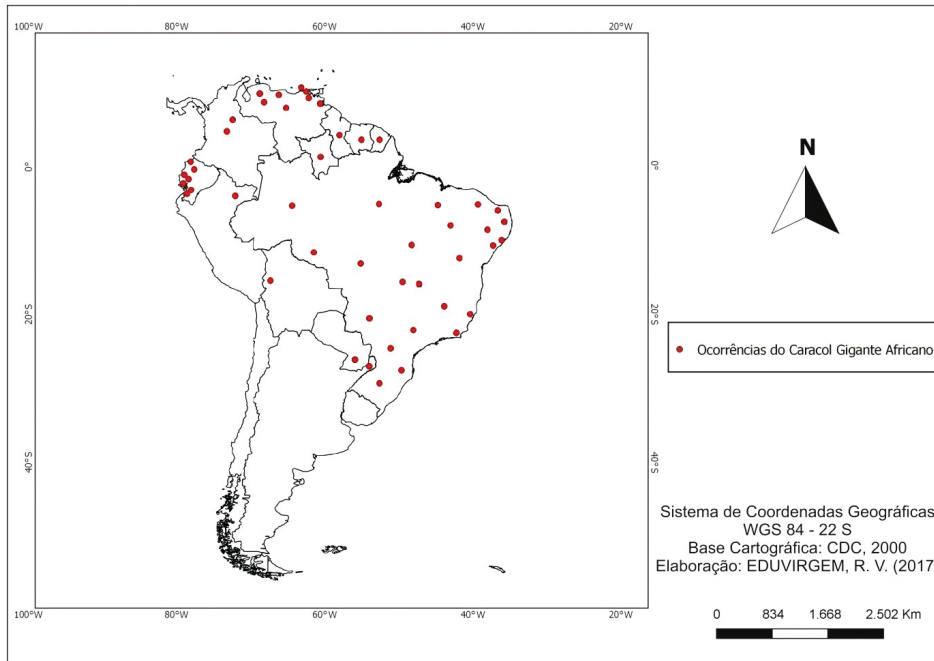 80°W 60°W 40°W 20°W
0°
20°S
40°S
0°
20°S
40°S
100°W 80°W 60°W 40°W 20°W
N
Ocorrências do Caracol Gigante Africano
Sistema de Coordenadas Geográficas
WGS 84 - 22 S
Base Cartográfica: CDC, 2000
Elaboração: EDUVIRGEM, R. V. (2017
0 834 1.668 2.502 Km